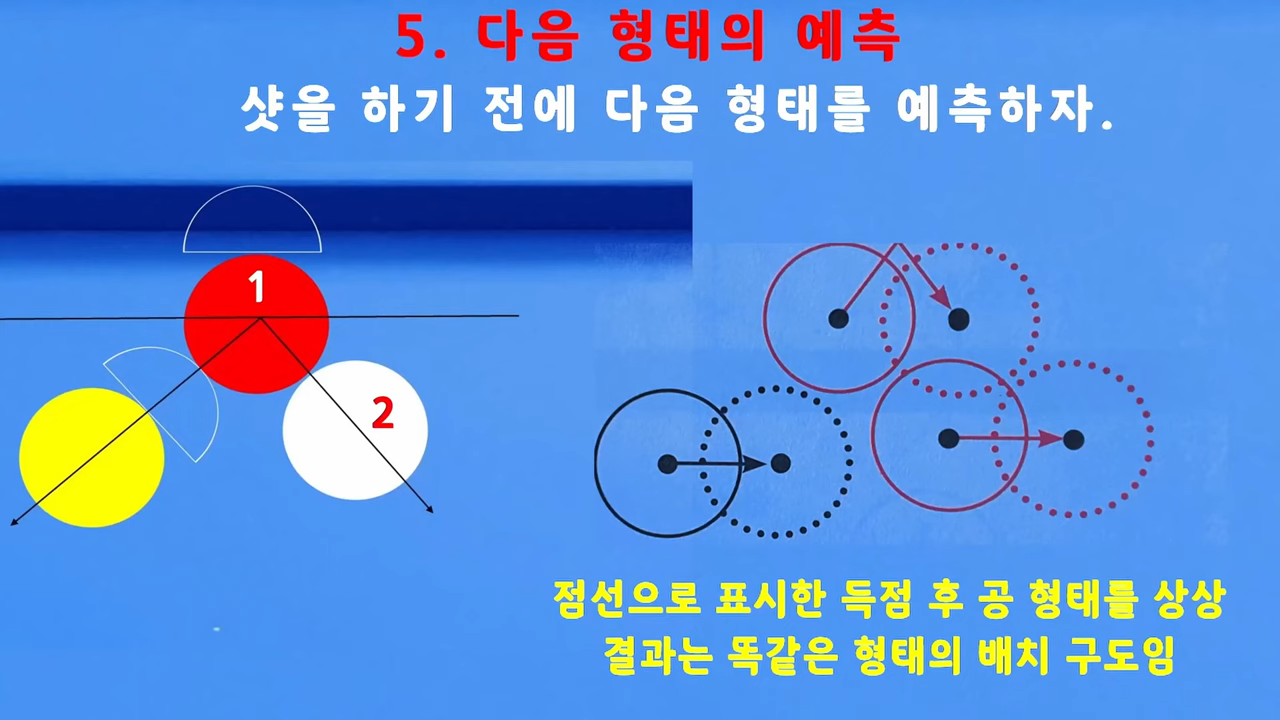 5. 다음 형태의 예측
샷을 하기 전에 다음 형태를 예측하자.
1
2
점선으로 표시한 득점 후 공 형태를 상상
결과는 똑같은 형태의 배치 구도임